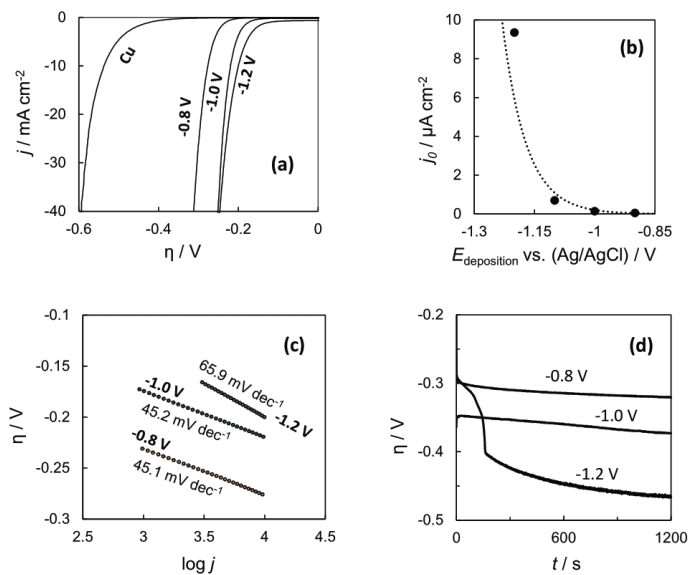 0
-10
-20
-30
-40
j / mA cm⁻²
Cu
-0.8 V
-1.0 V
-1.2 V
(a)
-0.6 -0.4 -0.2 0
η / V
10
8
6
4
2
0
j₀ / µA cm⁻²
(b)
-1.3 -1.15 -1 -0.85
E_deposition vs. (Ag/AgCl) / V
-0.1
-0.15
-0.2
-0.25
-0.3
η / V
(c)
65.9 mV dec⁻¹
-1.2 V
-1.0 V
45.2 mV dec⁻¹
-0.8 V
45.1 mV dec⁻¹
2.5 3 3.5 4 4.5
log j
-0.2
-0.3
-0.4
-0.5
η / V
(d)
-0.8 V
-1.0 V
-1.2 V
0 600 1200
t / s